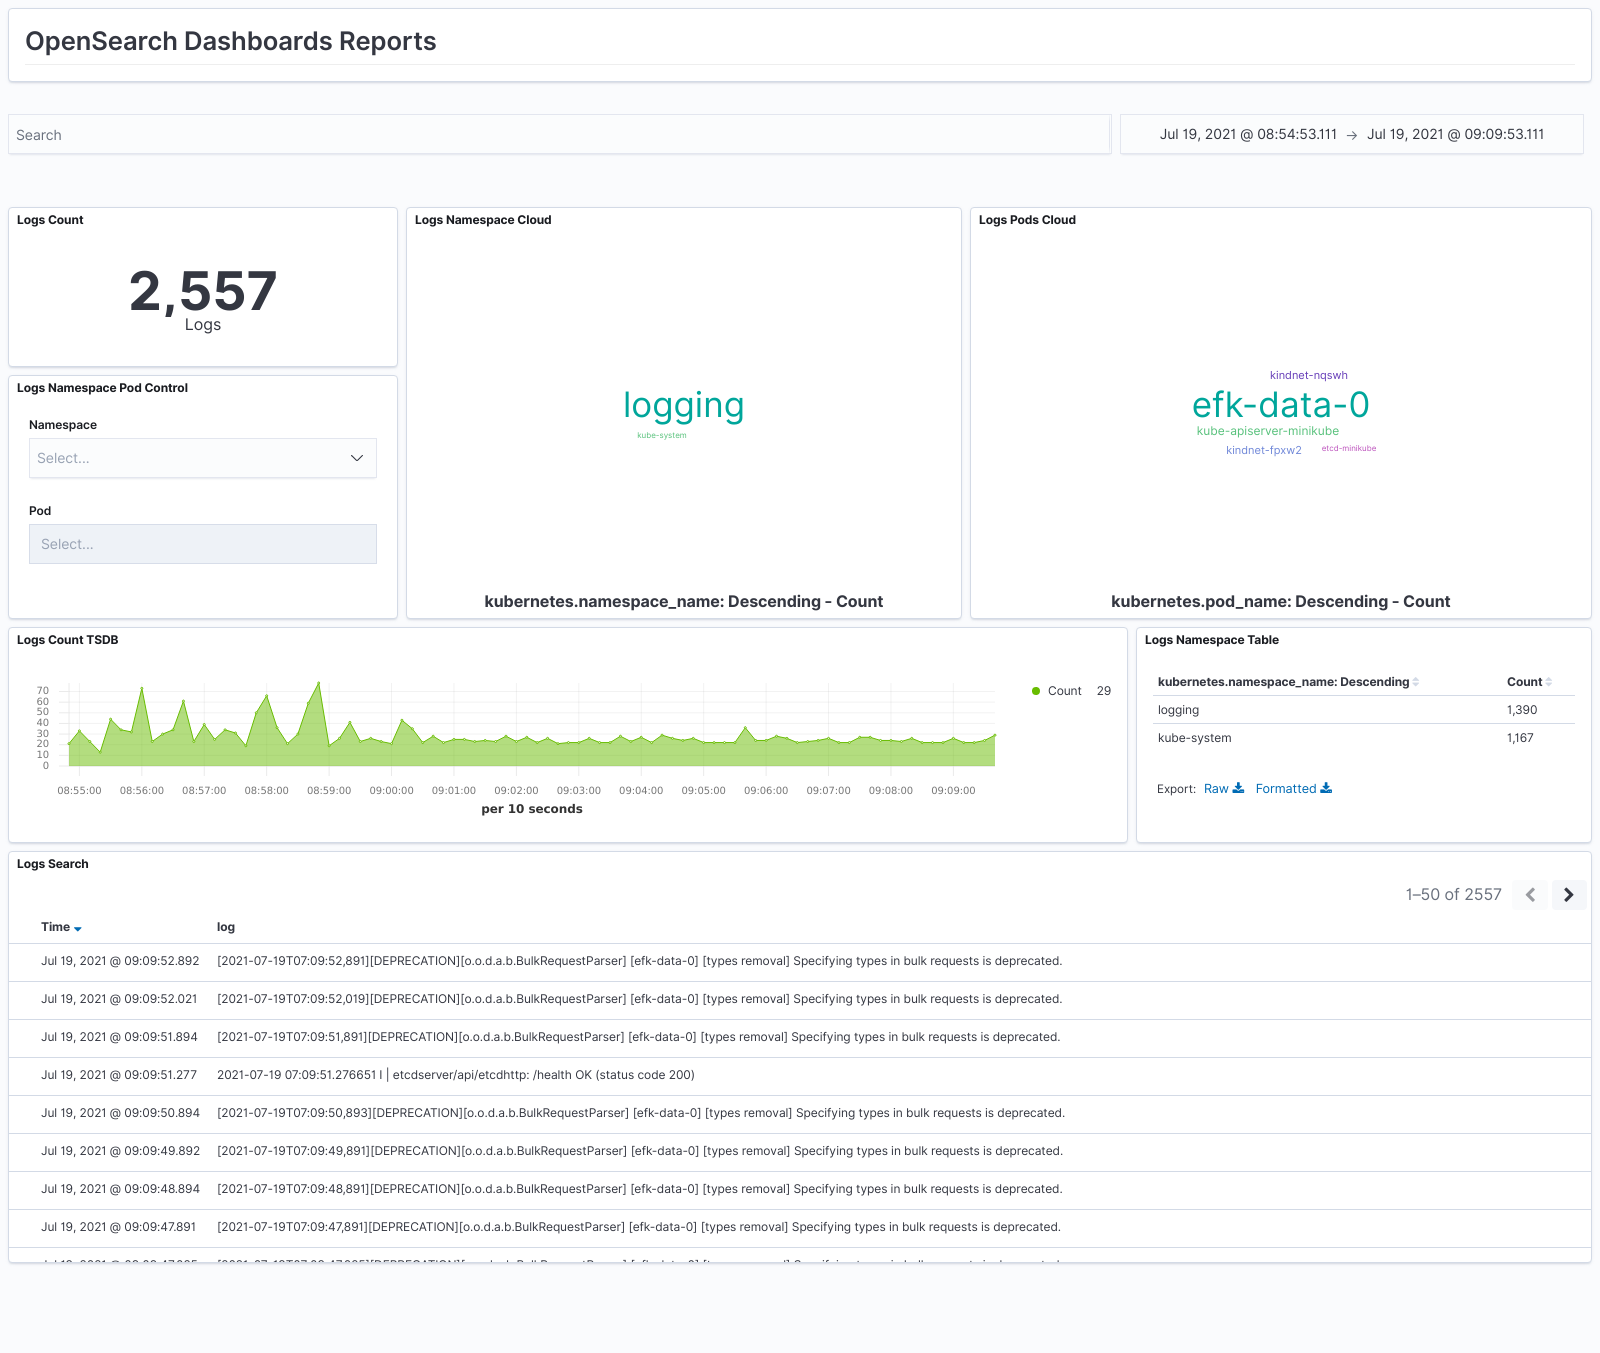 OpenSearch Dashboards Reports
Search
Jul 19, 2021 @ 08:54:53.111 → Jul 19, 2021 @ 09:09:53.111
Logs Count
2,557
Logs
Logs Namespace Pod Control
Namespace
Select...
Pod
Select...
Logs Namespace Cloud
logging
kube-system
kubernetes.namespace_name: Descending - Count
Logs Pods Cloud
kindnet-nqswh
efk-data-0
kube-apiserver-minikube
kindnet-fpxw2 etcd-minikube
kubernetes.pod_name: Descending - Count
Logs Count TSDB
70
60
50
40
30
20
10
0
08:55:00 08:56:00 08:57:00 08:58:00 08:59:00 09:00:00 09:01:00 09:02:00 09:03:00 09:04:00 09:05:00 09:06:00 09:07:00 09:08:00 09:09:00
per 10 seconds
Count 29
Logs Namespace Table
kubernetes.namespace_name: Descending Count
logging 1,390
kube-system 1,167
Export: Raw Formatted
Logs Search
1–50 of 2557
Time log
Jul 19, 2021 @ 09:09:52.892 [2021-07-19T07:09:52,891][DEPRECATION][o.o.d.a.b.BulkRequestParser] [efk-data-0] [types removal] Specifying types in bulk requests is deprecated.
Jul 19, 2021 @ 09:09:52.021 [2021-07-19T07:09:52,019][DEPRECATION][o.o.d.a.b.BulkRequestParser] [efk-data-0] [types removal] Specifying types in bulk requests is deprecated.
Jul 19, 2021 @ 09:09:51.894 [2021-07-19T07:09:51,891][DEPRECATION][o.o.d.a.b.BulkRequestParser] [efk-data-0] [types removal] Specifying types in bulk requests is deprecated.
Jul 19, 2021 @ 09:09:51.277 2021-07-19 07:09:51.276651 I | etcdserver/api/etcdhttp: /health OK (status code 200)
Jul 19, 2021 @ 09:09:50.894 [2021-07-19T07:09:50,893][DEPRECATION][o.o.d.a.b.BulkRequestParser] [efk-data-0] [types removal] Specifying types in bulk requests is deprecated.
Jul 19, 2021 @ 09:09:49.892 [2021-07-19T07:09:49,891][DEPRECATION][o.o.d.a.b.BulkRequestParser] [efk-data-0] [types removal] Specifying types in bulk requests is deprecated.
Jul 19, 2021 @ 09:09:48.894 [2021-07-19T07:09:48,891][DEPRECATION][o.o.d.a.b.BulkRequestParser] [efk-data-0] [types removal] Specifying types in bulk requests is deprecated.
Jul 19, 2021 @ 09:09:47.891 [2021-07-19T07:09:47,891][DEPRECATION][o.o.d.a.b.BulkRequestParser] [efk-data-0] [types removal] Specifying types in bulk requests is deprecated.